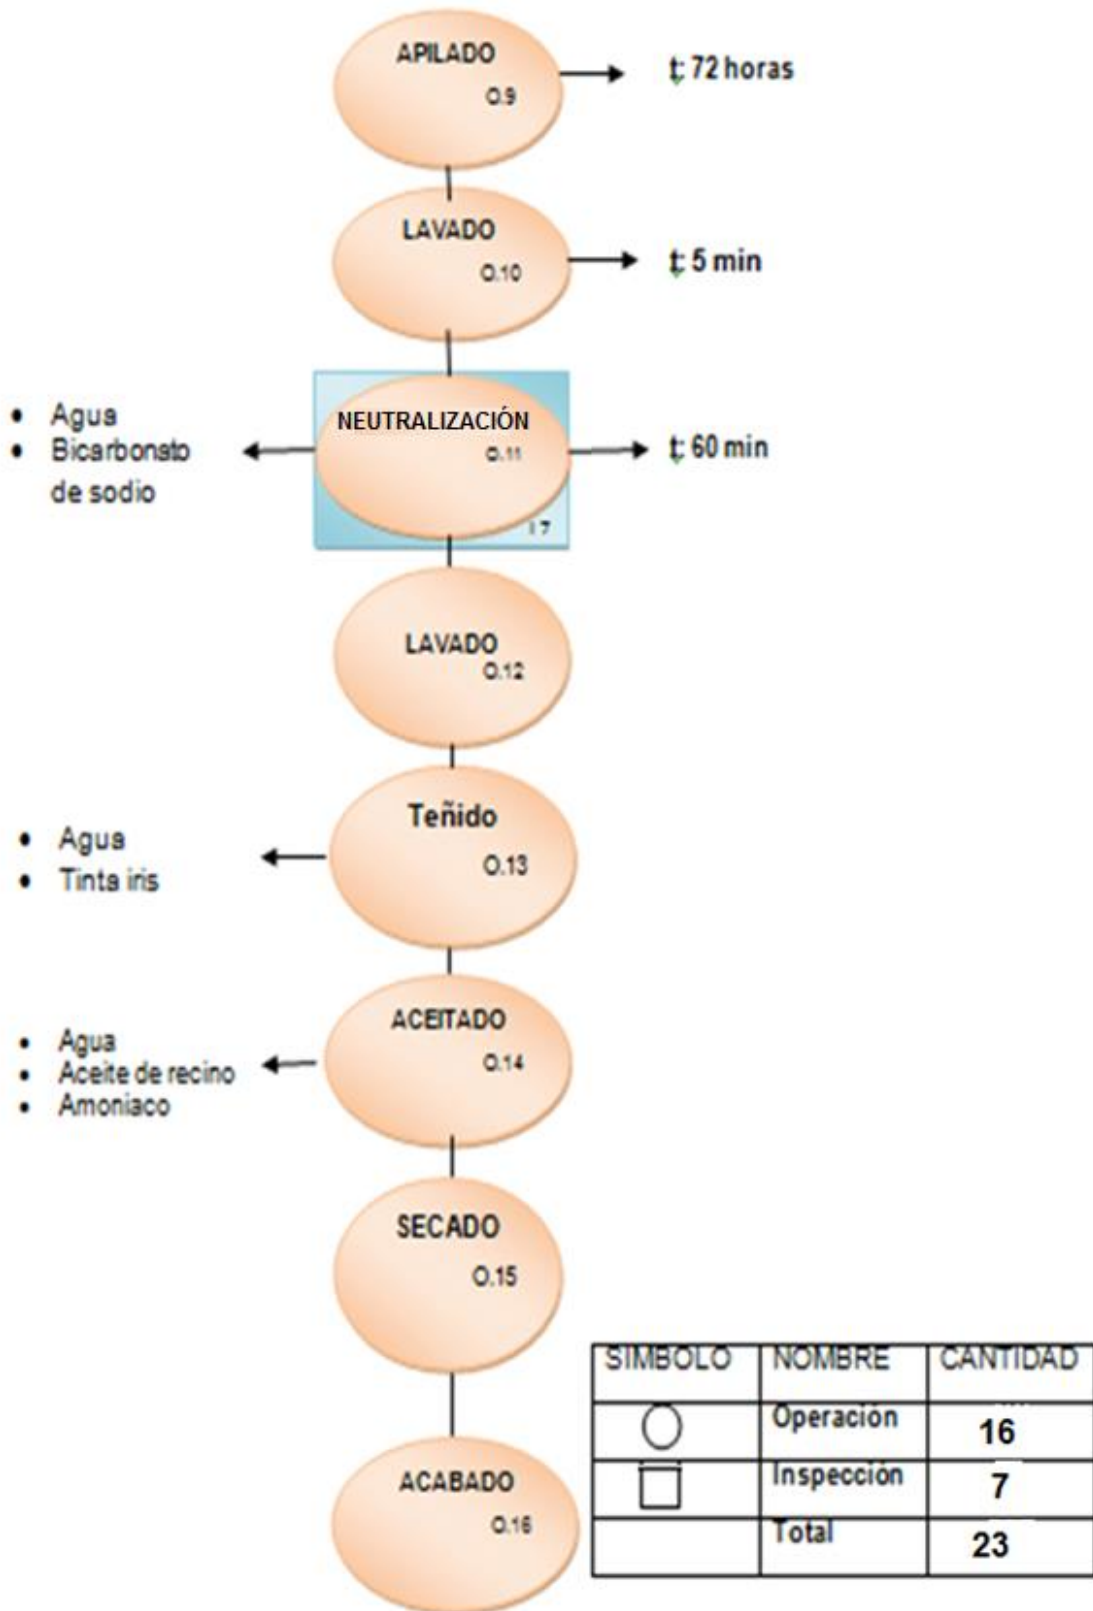 APILADO
O.9
t: 72 horas
LAVADO
O.10
t: 5 min
• Agua
• Bicarbonato
de sodio
NEUTRALIZACIÓN
O.11
I 7
t: 60 min
LAVADO
O.12
Teñido
O.13
• Agua
• Tinta iris
ACEITADO
O.14
• Agua
• Aceite de recino
• Amoniaco
SECADO
O.15
ACABADO
O.16
SIMBOLO NOMBRE CANTIDAD
Operación 16
Inspección 7
Total 23